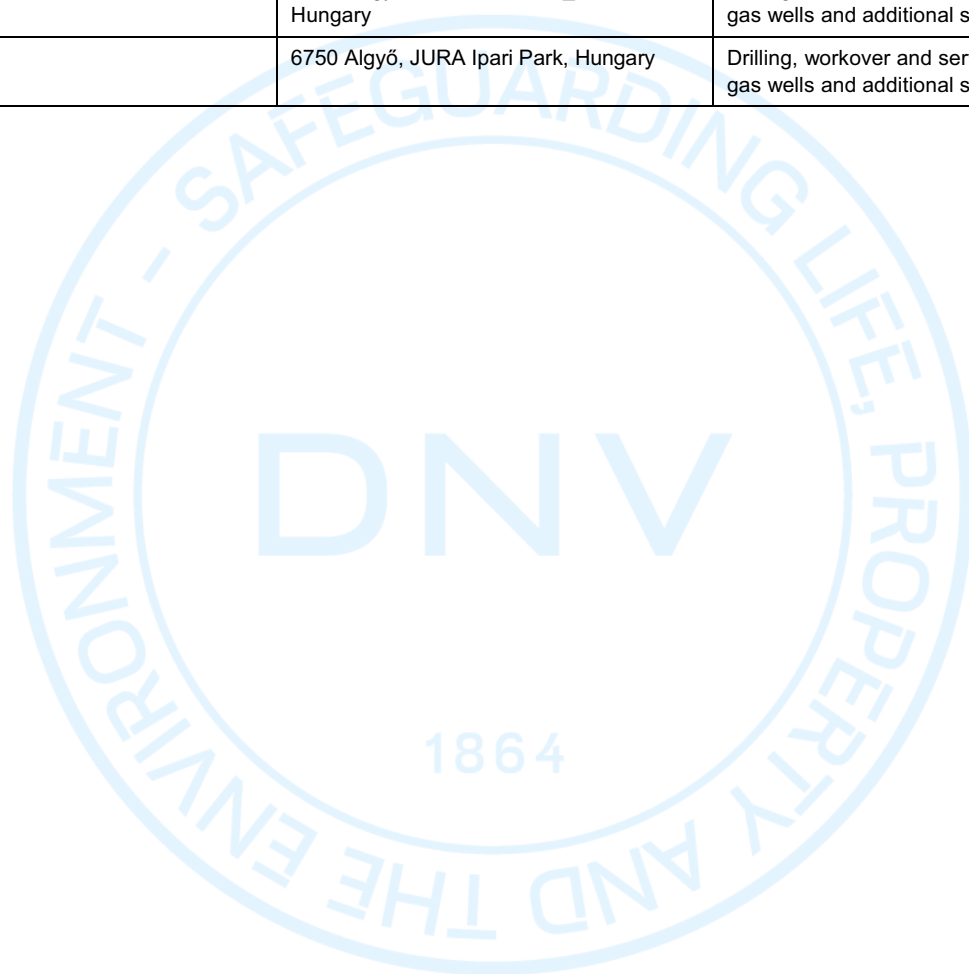 Hungary
gas wells and additional
6750 Algyő, JURA Ipari Park, Hungary
Drilling, workover and
gas wells and additional
SAFEGUARDING LIFE, PROPERTY AND THE ENVIRONMENT -
DNV
1864